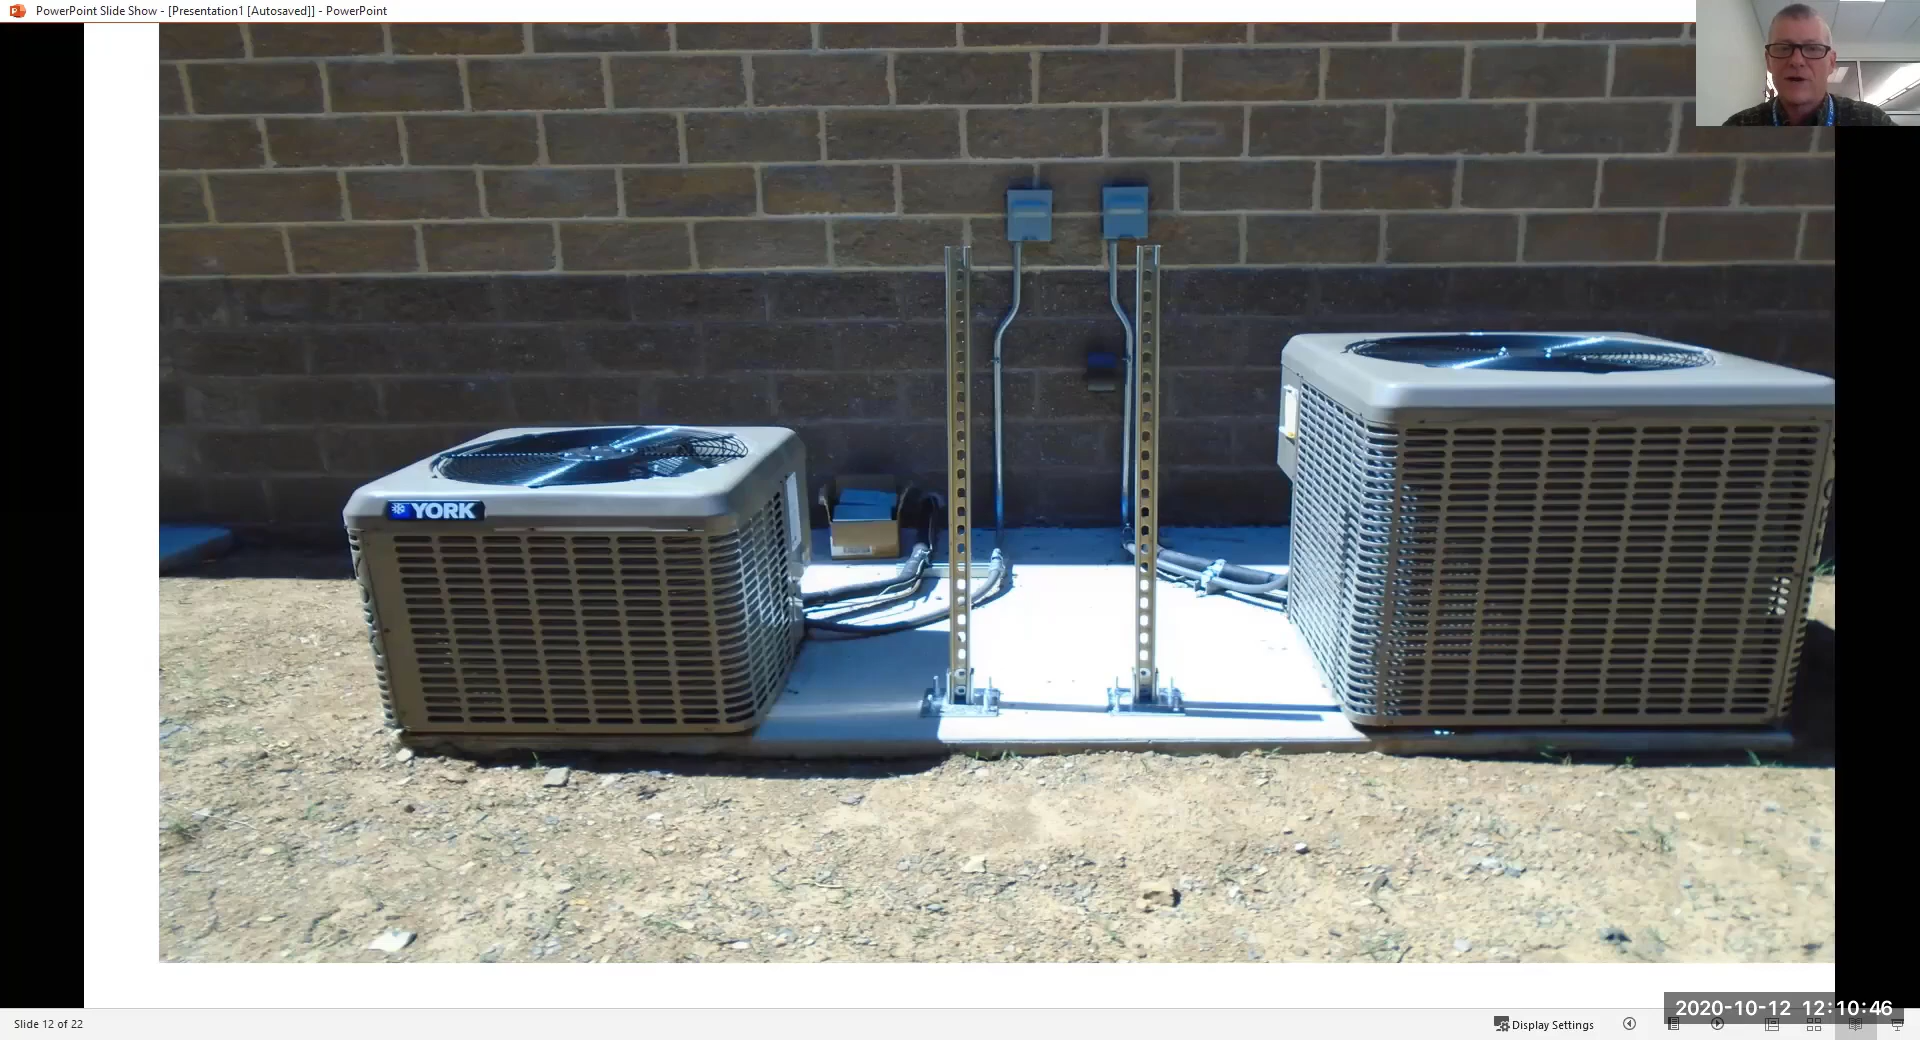 PowerPoint Slide Show - [Presentation1 [Autosaved]] - PowerPoint
YORK
2020-10-12 12:10:46
Slide 12 of 22
Display Settings